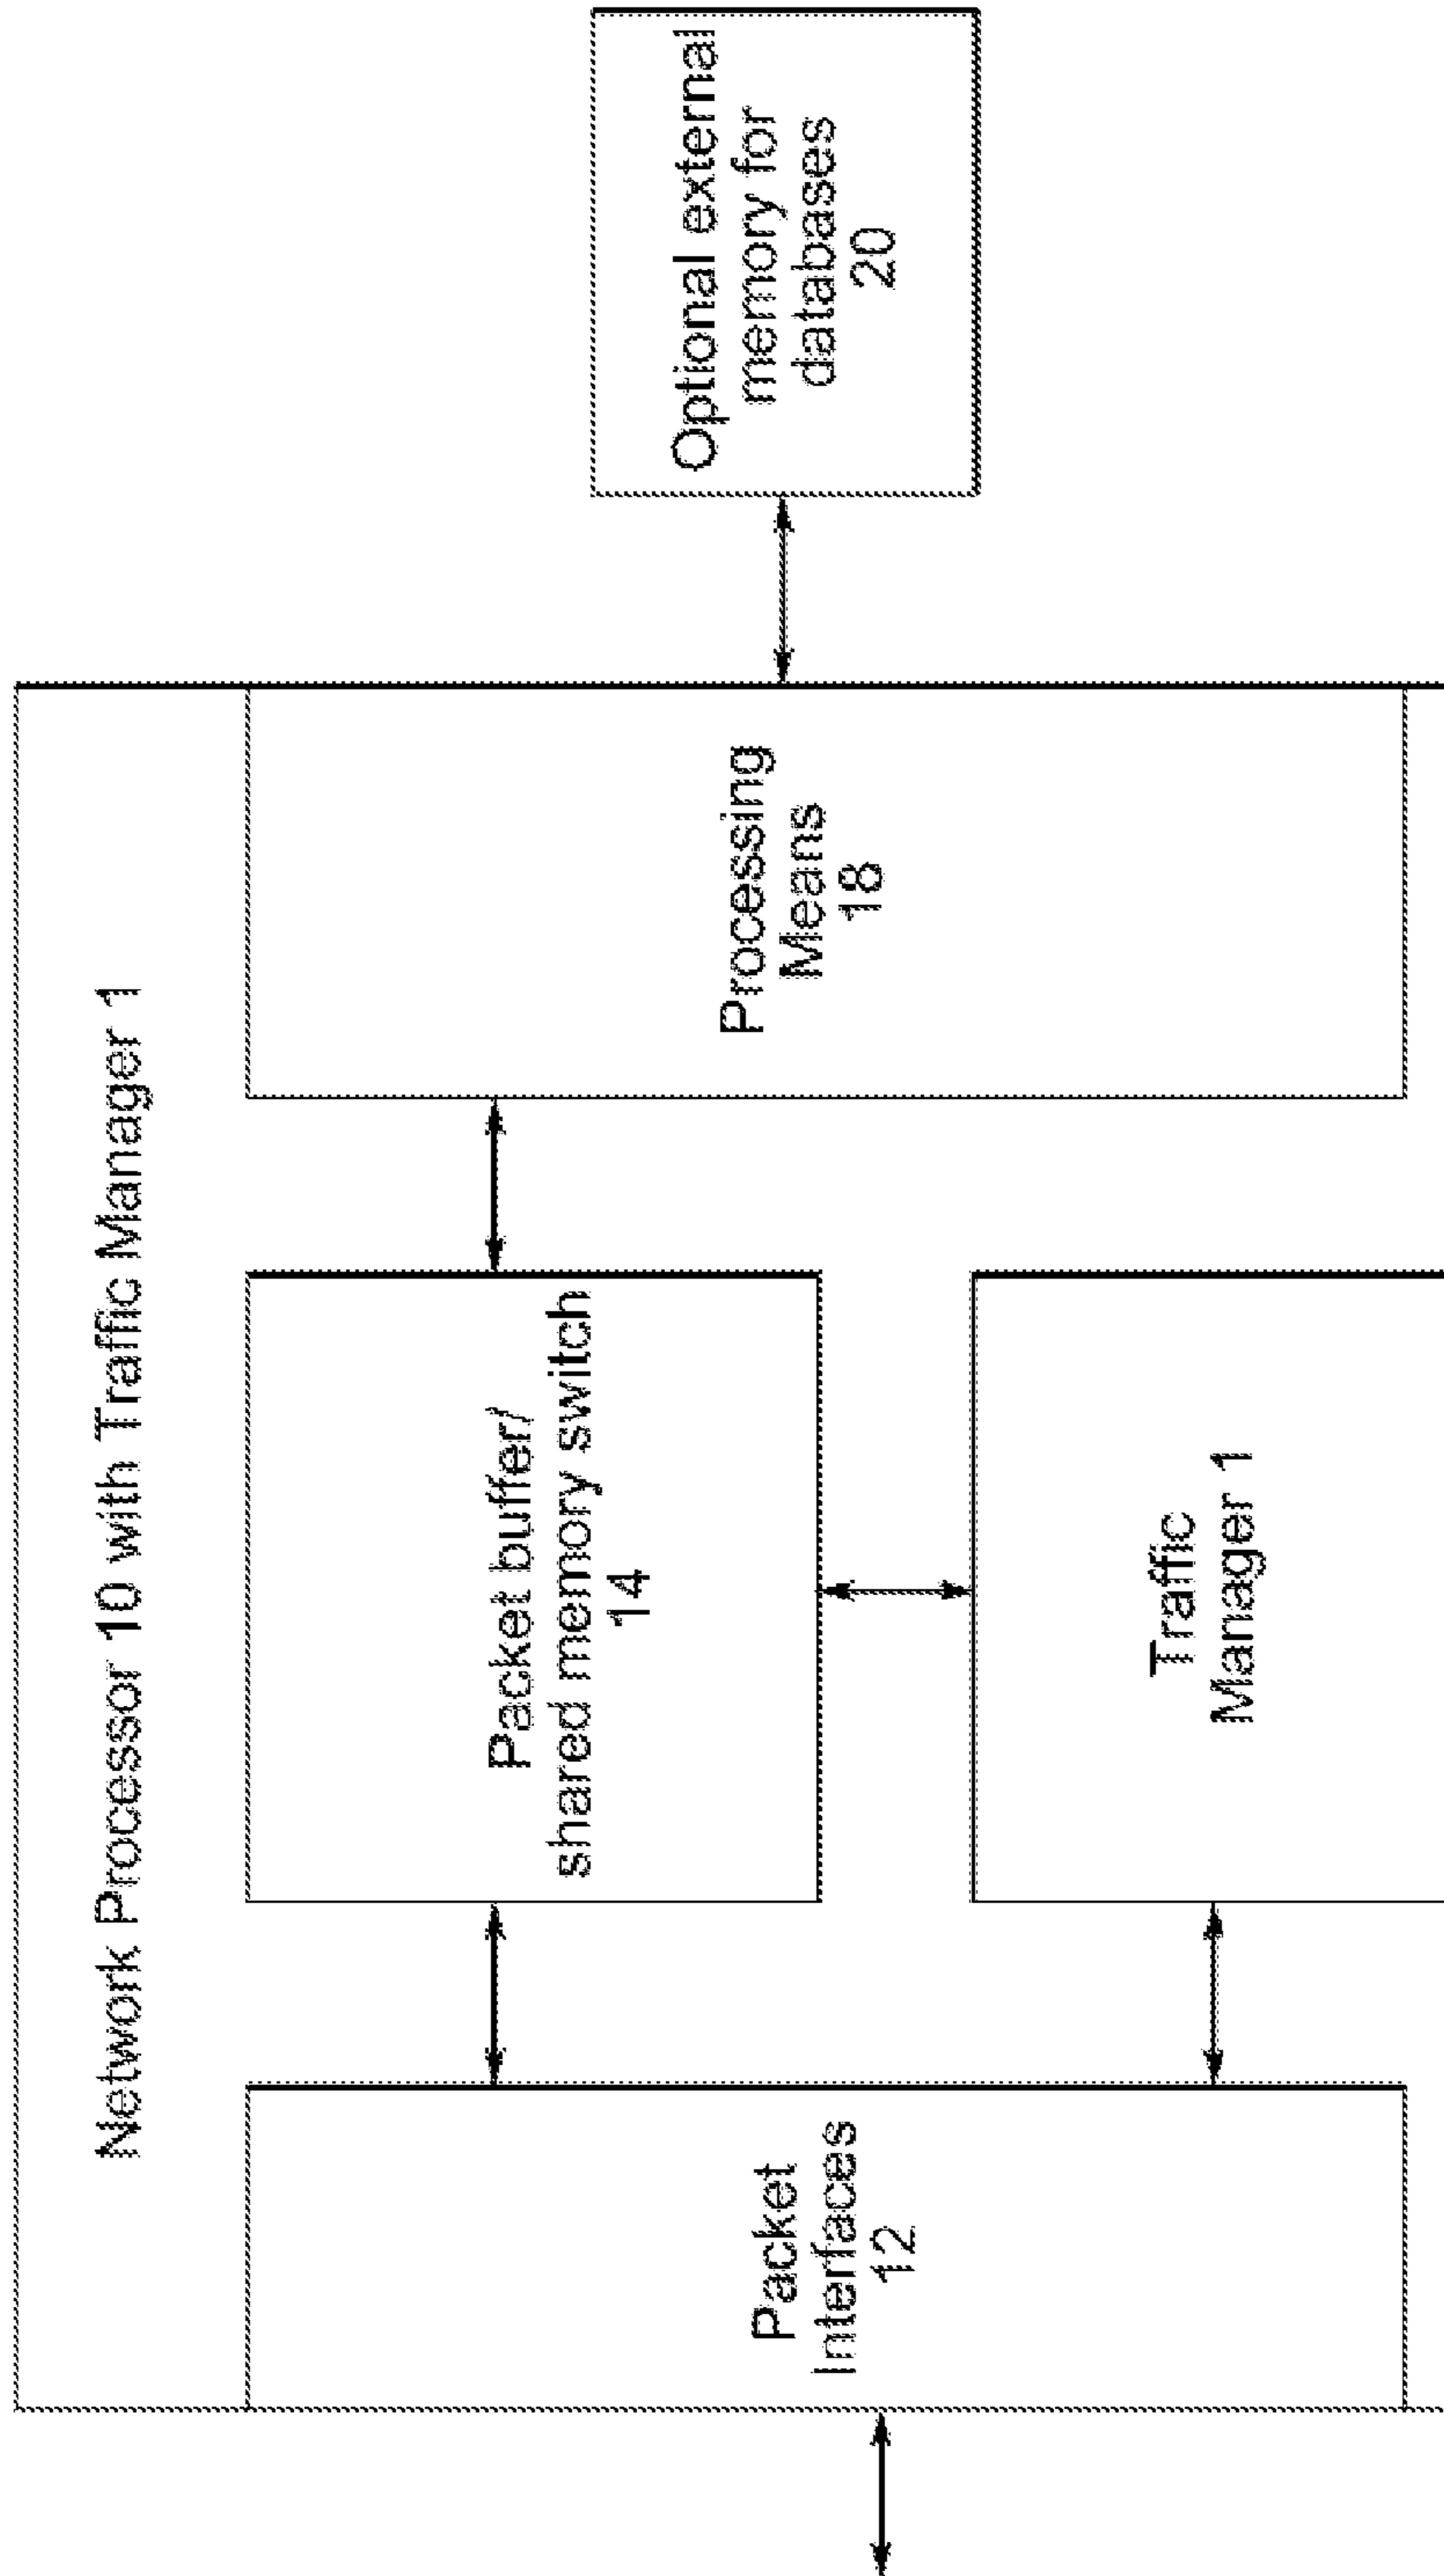 Network Processor 10 with Traffic Manager 1
Packet
Interfaces
12
Packet buffer/
shared memory switch
14
Traffic
Manager 1
Processing
Means
18
Optional external
memory for
databases
20